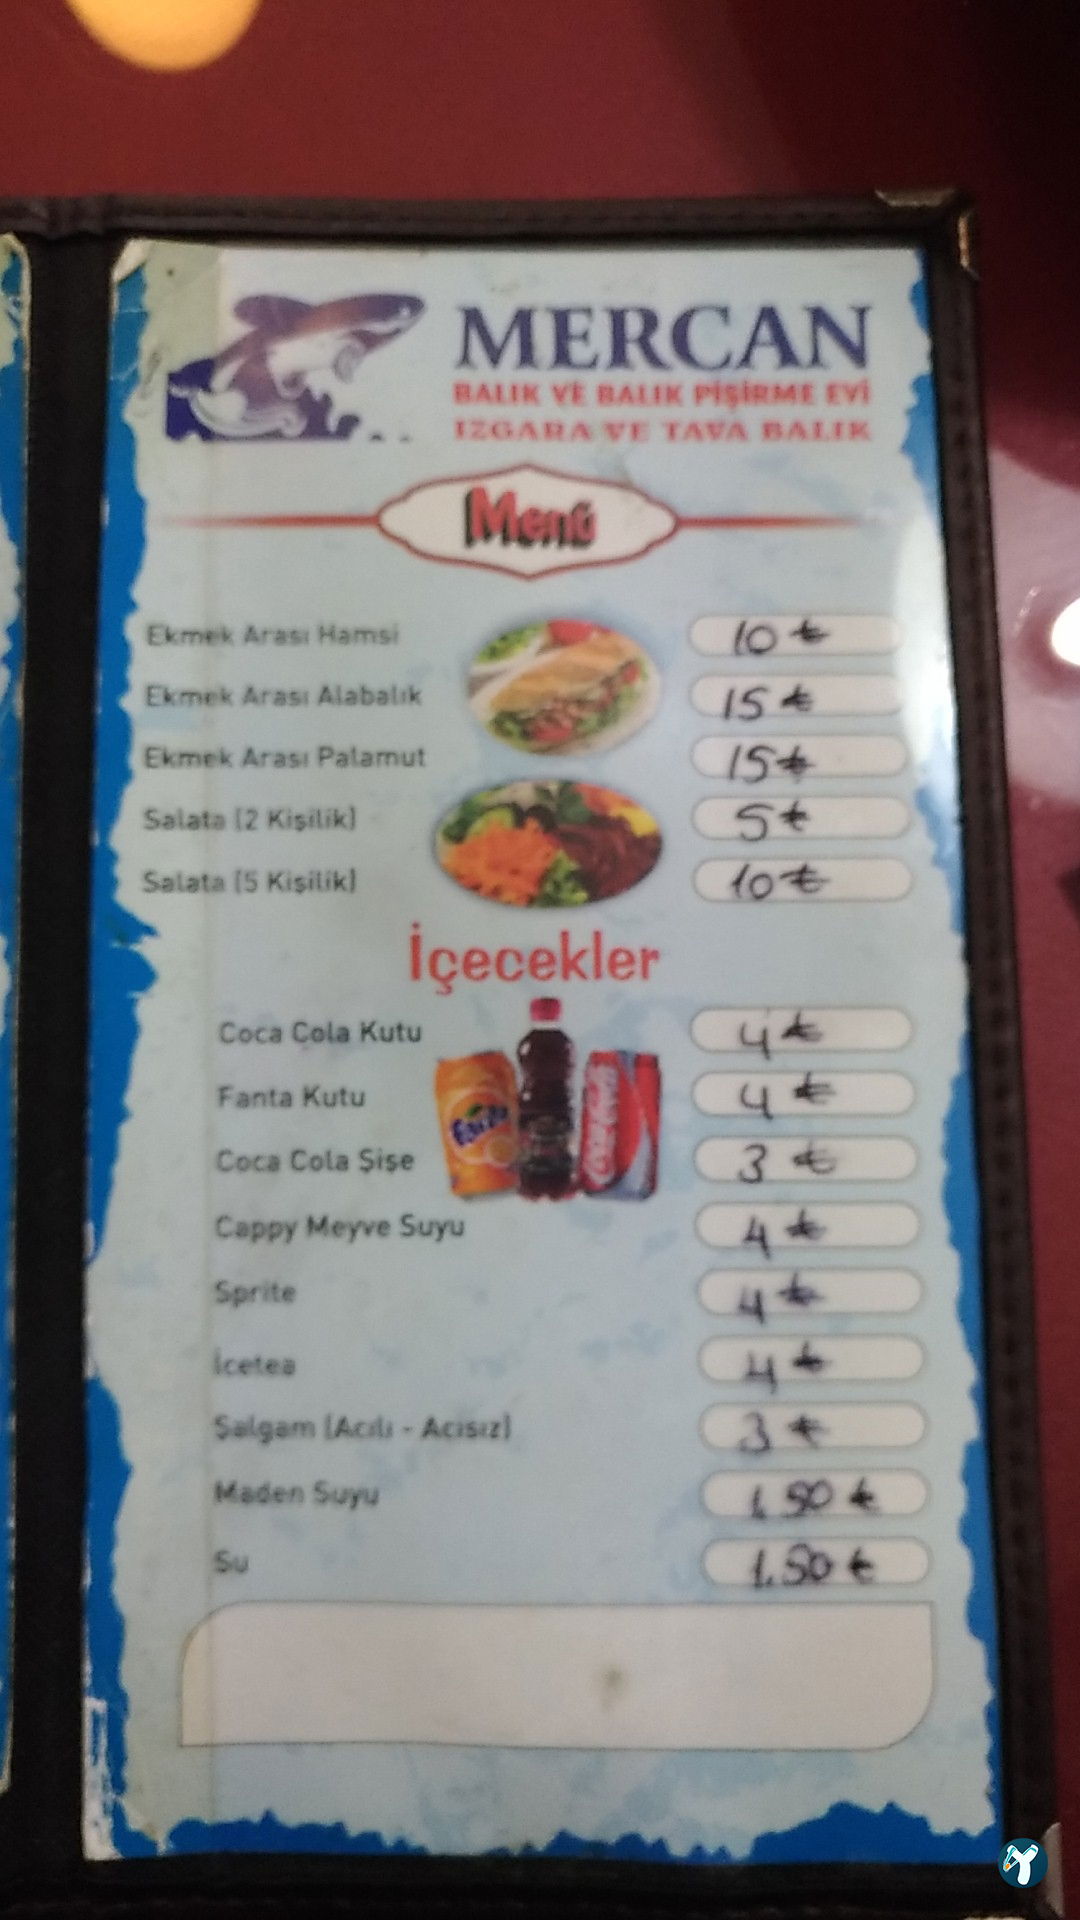 MERCAN
BALIK VE BALIK PİŞİRME EVİ
IZGARA VE TAVA BALIK
Menü
Ekmek Arası Hamsi 10 ₺
Ekmek Arası Alabalık 15 ₺
Ekmek Arası Palamut 15 ₺
Salata (2 Kişilik) 5 ₺
Salata (5 Kişilik) 10 ₺
İçecekler
Coca Cola Kutu 4 ₺
Fanta Kutu 4 ₺
Coca Cola Şişe 3 ₺
Cappy Meyve Suyu 4 ₺
Sprite 4 ₺
İcetea 4 ₺
Şalgam (Acılı - Acısız) 3 ₺
Maden Suyu 1.50 ₺
Su 1.50 ₺
Fanta
Coca-Cola